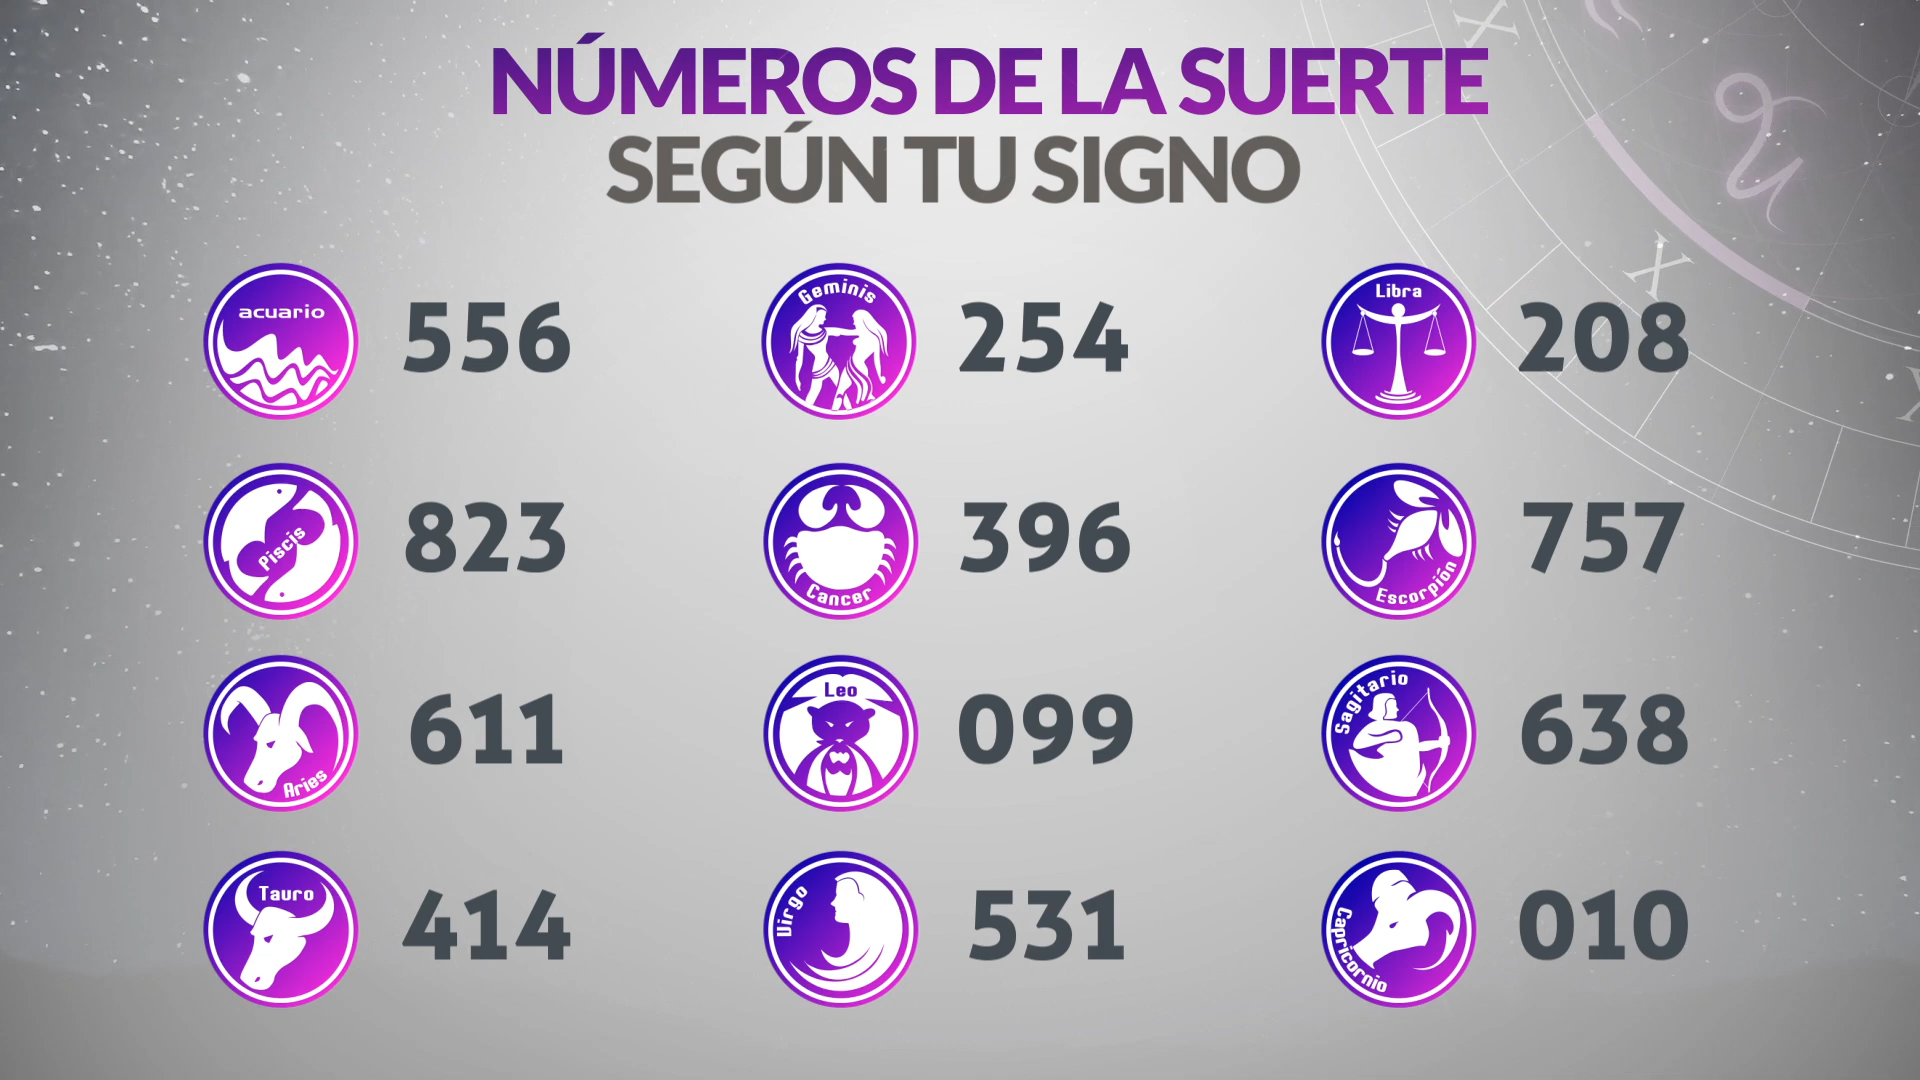 NÚMEROS DE LA SUERTE
SEGÚN TU SIGNO
acuario 556
Geminis 254
Libra 208
Piscis 823
Cancer 396
Escorpión 757
Aries 611
Leo 099
Sagitario 638
Tauro 414
Virgo 531
Capricornio 010